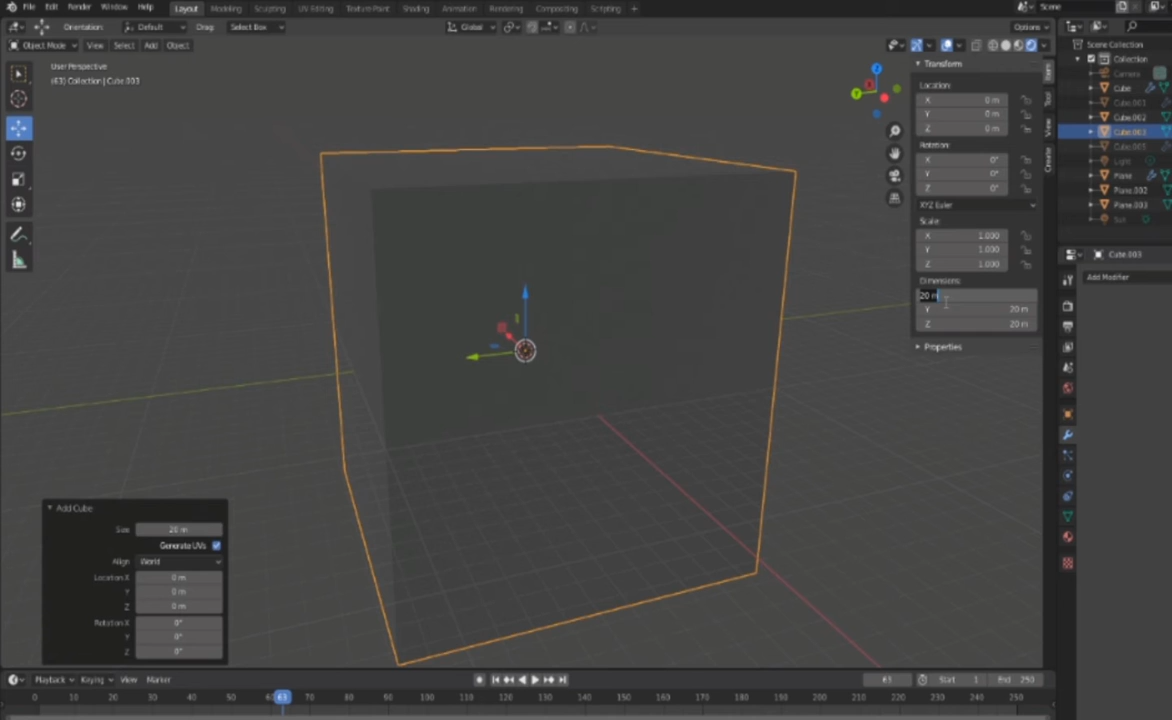 File Edit Render Window Help Layout Modeling Sculpting UV Editing Texture Paint Shading Animation Rendering Compositing Scripting + Scene
Orientation: Default Drag: Select Box Global Options
Object Mode View Select Add Object
User Perspective
(63) Collection | Cube.003
Transform
Location:
X 0 m
Y 0 m
Z 0 m
Rotation:
X 0°
Y 0°
Z 0°
XYZ Euler
Scale:
X 1.000
Y 1.000
Z 1.000
Dimensions:
20 m
Y 20 m
Z 20 m
Properties
Item
Tool
View
Create
Scene Collection
Collection
Camera
Cube
Cube.001
Cube.002
Cube.003
Light
Plane
Plane.002
Plane.003
Sun
Cube.003
Add Modifier
Z
Y
Add Cube
Size 20 m
Generate UVs
Align World
Location X 0 m
Y 0 m
Z 0 m
Rotation X 0°
Y 0°
Z 0°
Playback Keying View Marker 63 Start 1 End 250
0 10 20 30 40 50 63 70 80 90 100 110 120 130 140 150 160 170 180 190 200 210 220 230 240 250